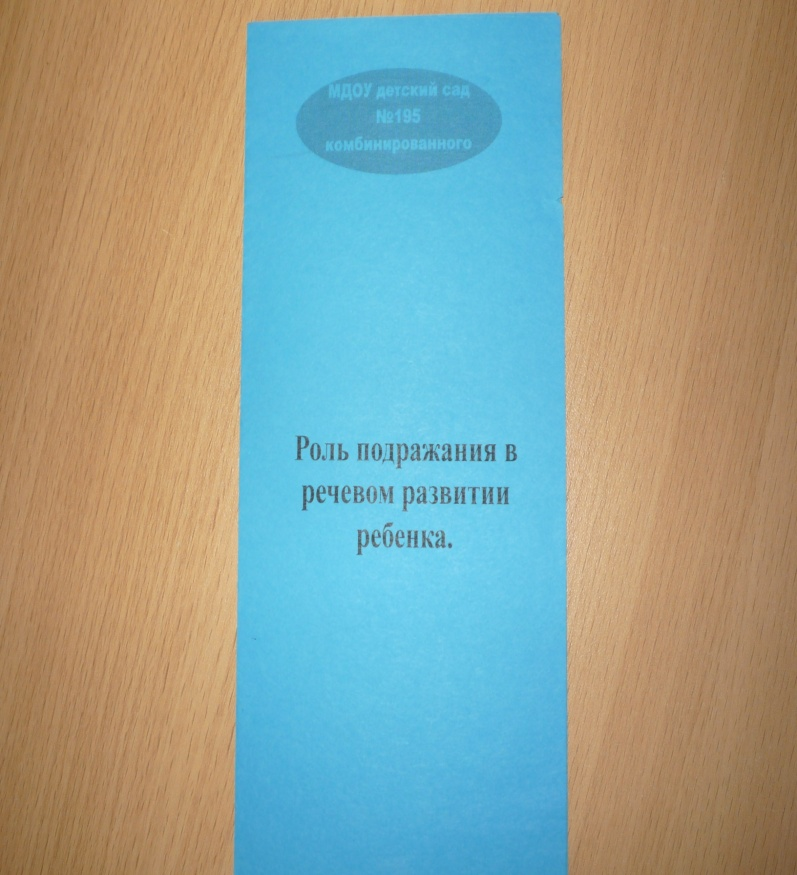 МДОУ детский сад
№195
комбинированного
Роль подражания в
речевом развитии
ребенка.